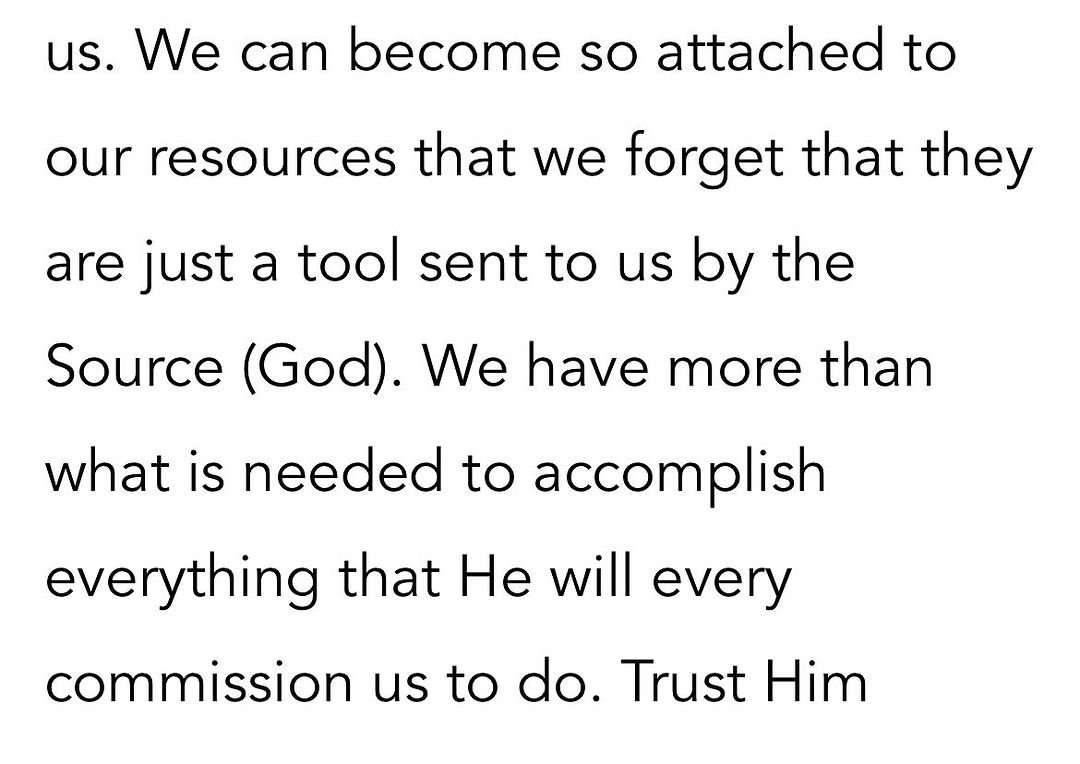 us. We can become so attached to
our resources that we forget that they
are just a tool sent to us by the
Source (God). We have more than
what is needed to accomplish
everything that He will every
commission us to do. Trust Him